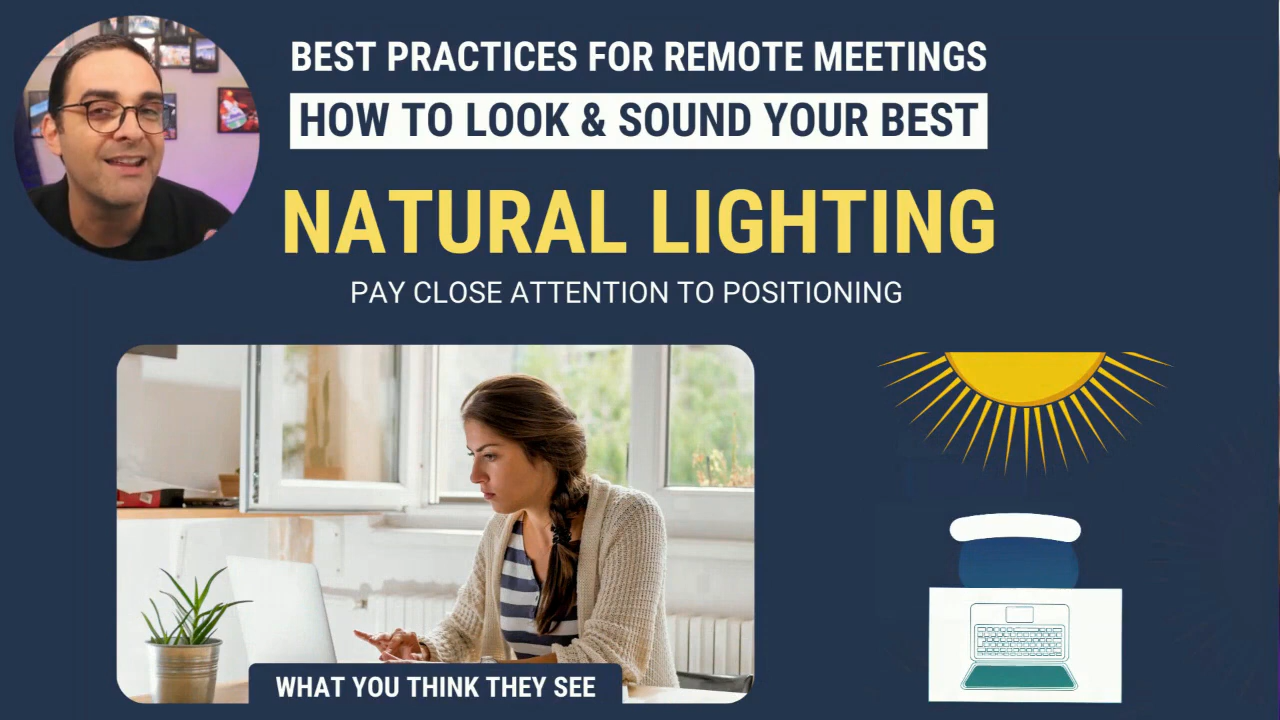 BEST PRACTICES FOR REMOTE MEETINGS
HOW TO LOOK & SOUND YOUR BEST
NATURAL LIGHTING
PAY CLOSE ATTENTION TO POSITIONING
WHAT YOU THINK THEY SEE